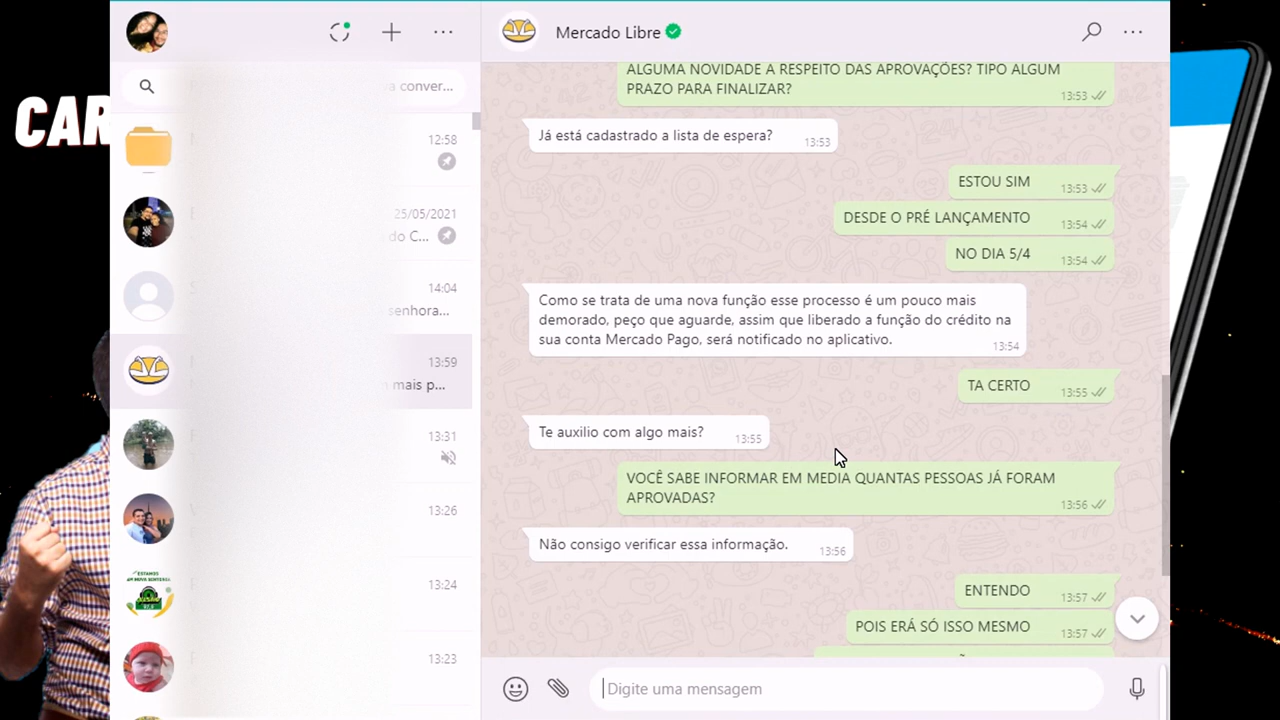 CAR
va conver...
12:58
25/05/2021
do C...
14:04
senhora...
13:59
mais p...
13:31
13:26
ESTAMOS
EM NOVA SINTONIA
13:24
13:23
Mercado Libre
ALGUMA NOVIDADE A RESPEITO DAS APROVAÇÕES? TIPO ALGUM
PRAZO PARA FINALIZAR?
13:53
Já está cadastrado a lista de espera?
13:53
ESTOU SIM
13:53
DESDE O PRÉ LANÇAMENTO
13:54
NO DIA 5/4
13:54
Como se trata de uma nova função esse processo é um pouco mais
demorado, peço que aguarde, assim que liberado a função do crédito na
sua conta Mercado Pago, será notificado no aplicativo.
13:54
TA CERTO
13:55
Te auxilio com algo mais?
13:55
VOCÊ SABE INFORMAR EM MEDIA QUANTAS PESSOAS JÁ FORAM
APROVADAS?
13:56
Não consigo verificar essa informação.
13:56
ENTENDO
13:57
POIS ERÁ SÓ ISSO MESMO
13:57
Digite uma mensagem